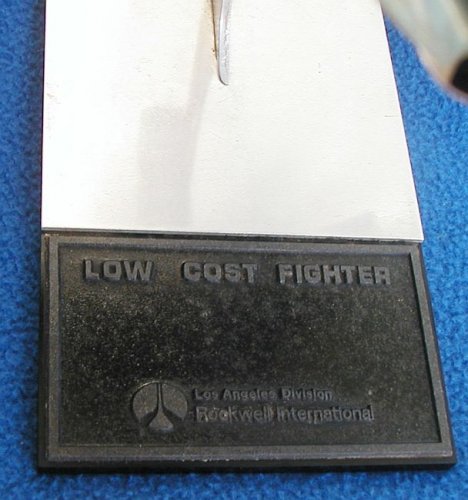 LOW COST FIGHTER
Los Angeles Division
Rockwell International